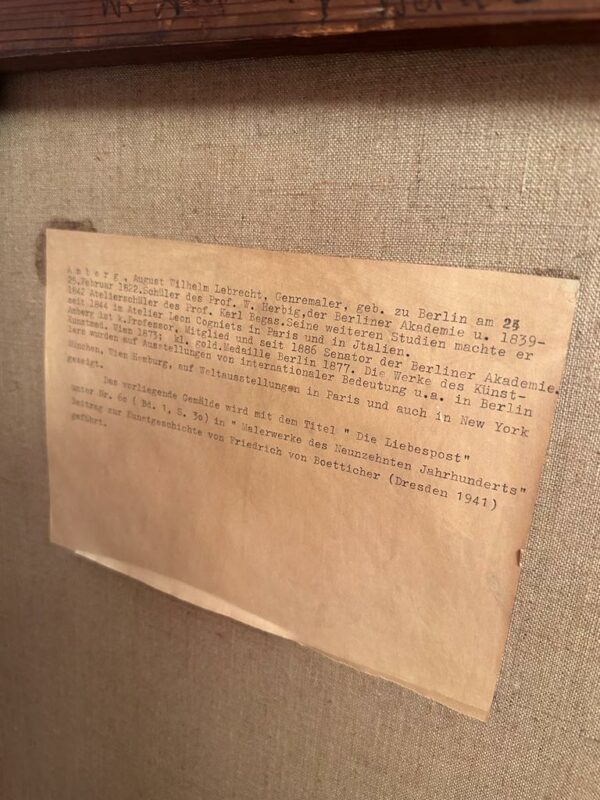 A m b e r g , August Wilhelm Lebrecht, Genremaler, geb. zu Berlin am 25
25.Februar 1822.Schüler des Prof. W. Herbig,der Berliner Akademie u. 1839-
1842 Atelierschüler des Prof. Karl Begas.Seine weiteren Studien machte er
seit 1844 im Atelier Leon Cogniets in Paris und in Jtalien.
Amberg ist k.Professor, Mitglied und seit 1886 Senator der Berliner Akademie.
Kunstmed. Wien 1873; kl. gold.Medaille Berlin 1877. Die Werke des Künst-
lers wurden auf Ausstellungen von internationaler Bedeutung u.a. in Berlin
München, Wien Hamburg, auf Weltausstellungen in Paris und auch in New York
gezeigt.
Das vorliegende Gemälde wird mit dem Titel " Die Liebespost"
unter Nr. 60 ( Bd. 1, S. 30) in " Malerwerke des Neunzehnten Jahrhunderts"
Beitrag zur Kunstgeschichte von Friedrich von Boetticher (Dresden 1941)
geführt.